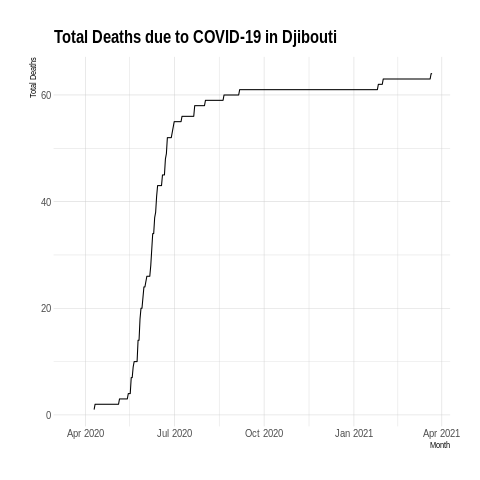 Total Deaths due to COVID-19 in Djibouti
Total Deaths
60
40
20
0
Apr 2020 Jul 2020 Oct 2020 Jan 2021 Apr 2021
Month